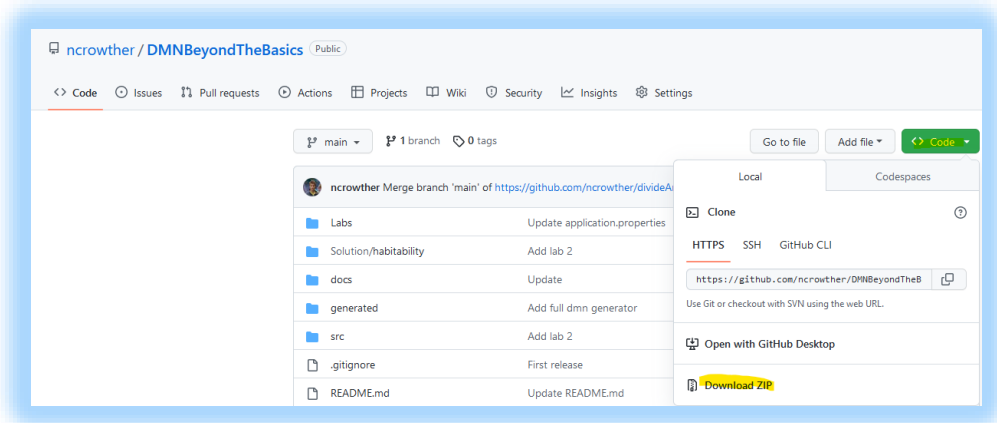 ncrowther / DMNBeyondTheBasics Public
Code Issues Pull requests Actions Projects Wiki Security Insights Settings
main 1 branch 0 tags Go to file Add file Code
Local Codespaces
ncrowther Merge branch 'main' of https://github.com/ncrowther/divideA
Clone
Labs Update application.properties
HTTPS SSH GitHub CLI
Solution/habitability Add lab 2
https://github.com/ncrowther/DMNBeyondTheB
docs Update
Use Git or checkout with SVN using the web URL.
generated Add full dmn generator
src Add lab 2
Open with GitHub Desktop
.gitignore First release
Download ZIP
README.md Update README.md